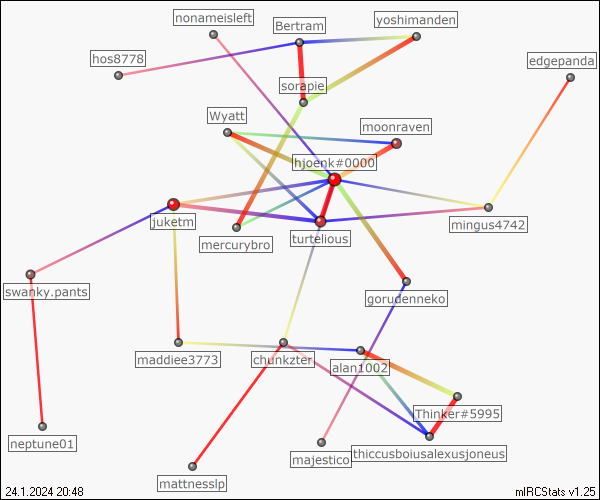 nonameisleft
Bertram
yoshimanden
hos8778
edgepanda
sorapie
Wyatt
moonraven
hjoenk#0000
juketm
mercurybro
turtelious
mingus4742
swanky.pants
gorudenneko
maddiee3773
chunkzter
alan1002
Thinker#5995
neptune01
majestico
thiccusboiusalexusjoneus
mattnesslp
24.1.2024 20:48
mIRCStats v1.25